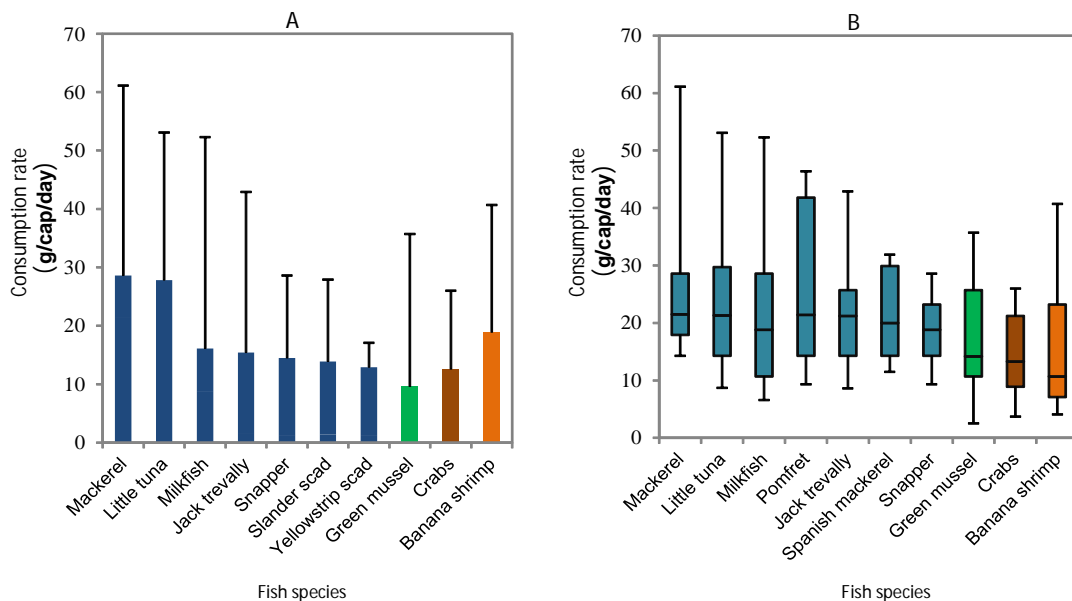 A
70
60
50
40
30
20
10
0
Consumption rate
(g/cap/day)
Mackerel
Little tuna
Milkfish
Jack trevally
Snapper
Slander scad
Yellowstrip scad
Green mussel
Crabs
Banana shrimp
Fish species
B
70
60
50
40
30
20
10
0
Consumption rate
(g/cap/day)
Mackerel
Little tuna
Milkfish
Pomfret
Jack trevally
Spanish mackerel
Snapper
Green mussel
Crabs
Banana shrimp
Fish species